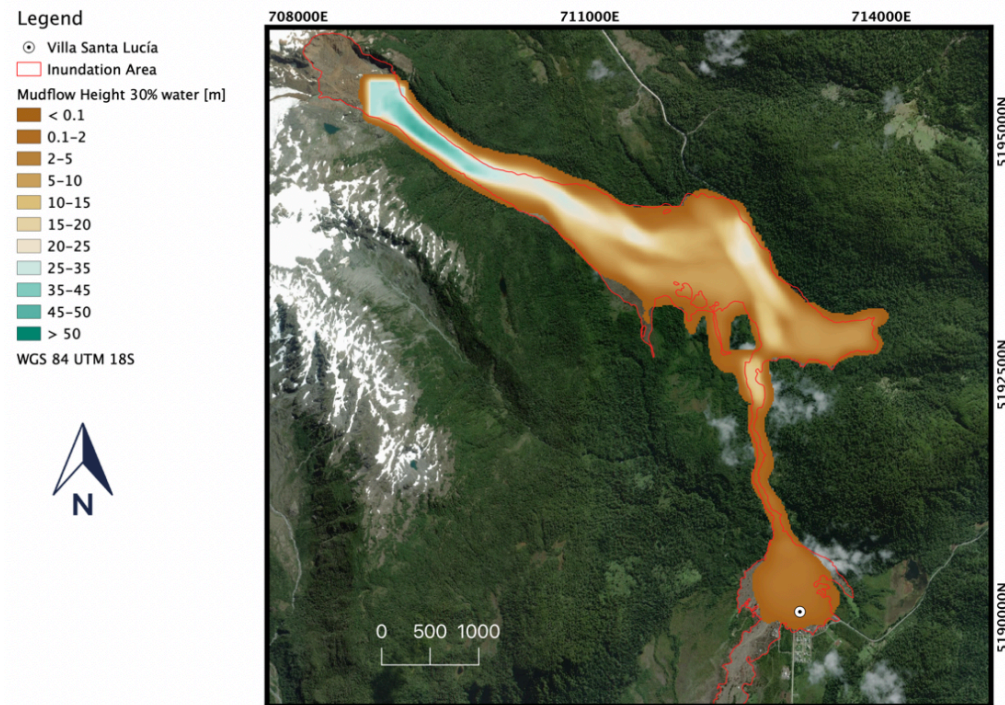 Legend
Villa Santa Lucía
Inundation Area
Mudflow Height 30% water [m]
< 0.1
0.1-2
2-5
5-10
10-15
15-20
20-25
25-35
35-45
45-50
> 50
WGS 84 UTM 18S
N
708000E 711000E 714000E
5195000N
5192500N
5190000N
0 500 1000